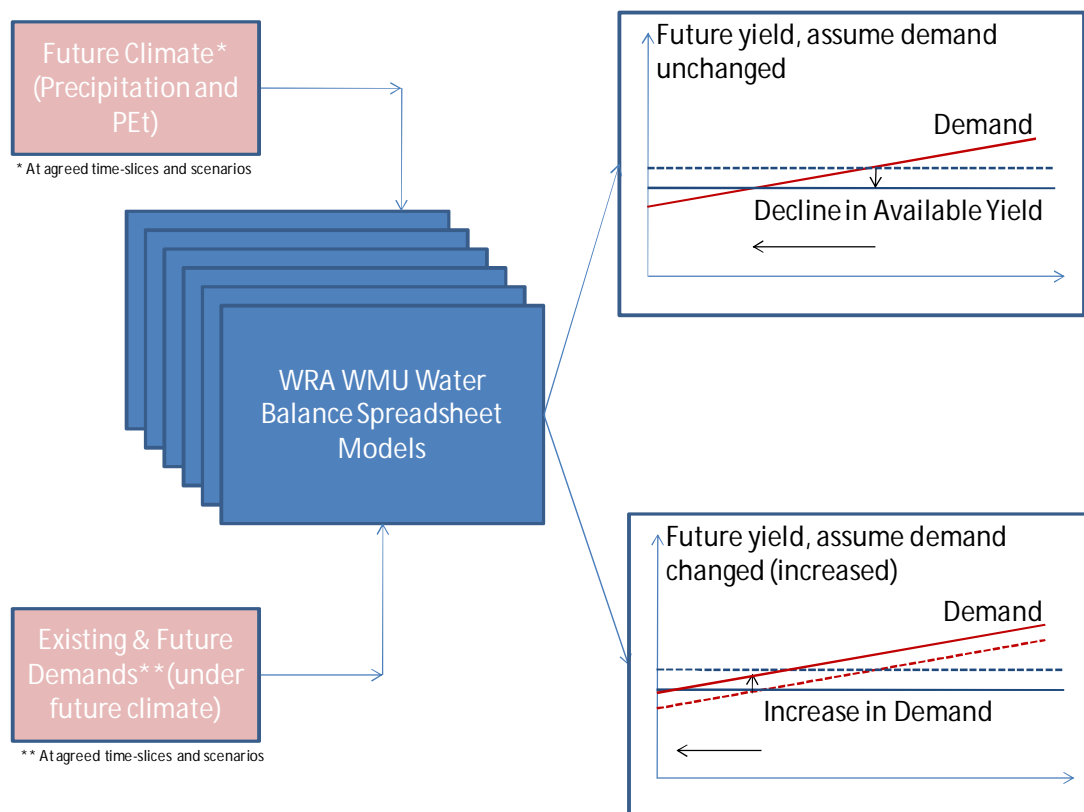 Future Climate*
(Precipitation and
PEt)
* At agreed time-slices and scenarios
WRA WMU Water
Balance Spreadsheet
Models
Existing & Future
Demands**(under
future climate)
** At agreed time-slices and scenarios
Future yield, assume demand
unchanged
Demand
Decline in Available Yield
Future yield, assume demand
changed (increased)
Demand
Increase in Demand